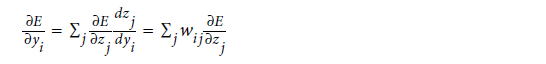 ∂E/∂y_i = Σ_j ∂E/∂z_j dz_j/dy_i = Σ_j w_ij ∂E/∂z_j